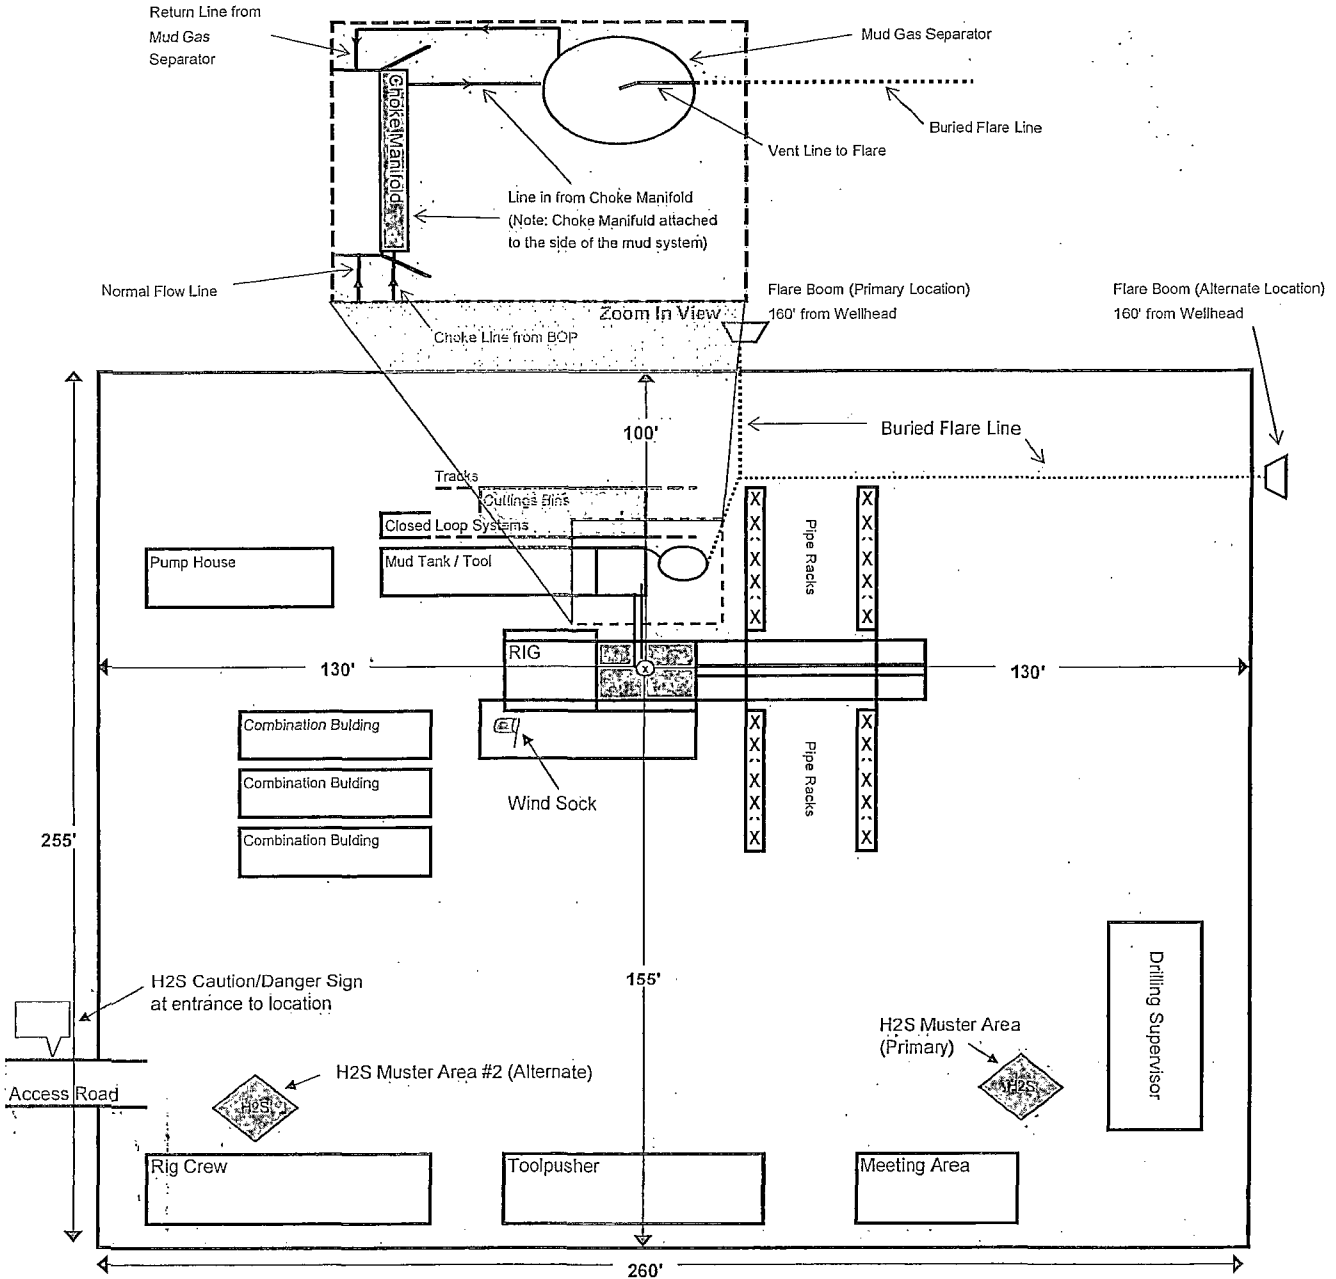 Return Line from
Mud Gas
Separator
Mud Gas Separator
Choke Manifold
Buried Flare Line
Vent Line to Flare
Line in from Choke Manifold
(Note: Choke Manifuld attached
to the side of the mud system)
Normal Flow Line
Flare Boom (Primary Location)
160' from Wellhead
Flare Boom (Alternate Location)
160' from Wellhead
Zoom In View
Choke Line from BOP
100'
Buried Flare Line
Tracks
Cuttings Bins
Closed Loop Systems
Pump House
Mud Tank / Tool
X
X
X
X
X
Pipe Racks
X
X
X
X
X
RIG
130'
x
130'
Combination Bulding
Combination Bulding
Combination Bulding
Wind Sock
X
X
X
X
X
Pipe Racks
X
X
X
X
X
255'
155'
H2S Caution/Danger Sign
at entrance to location
Drilling Supervisor
H2S Muster Area
(Primary)
H2S
H2S Muster Area #2 (Alternate)
H2S
Access Road
Rig Crew
Toolpusher
Meeting Area
260'